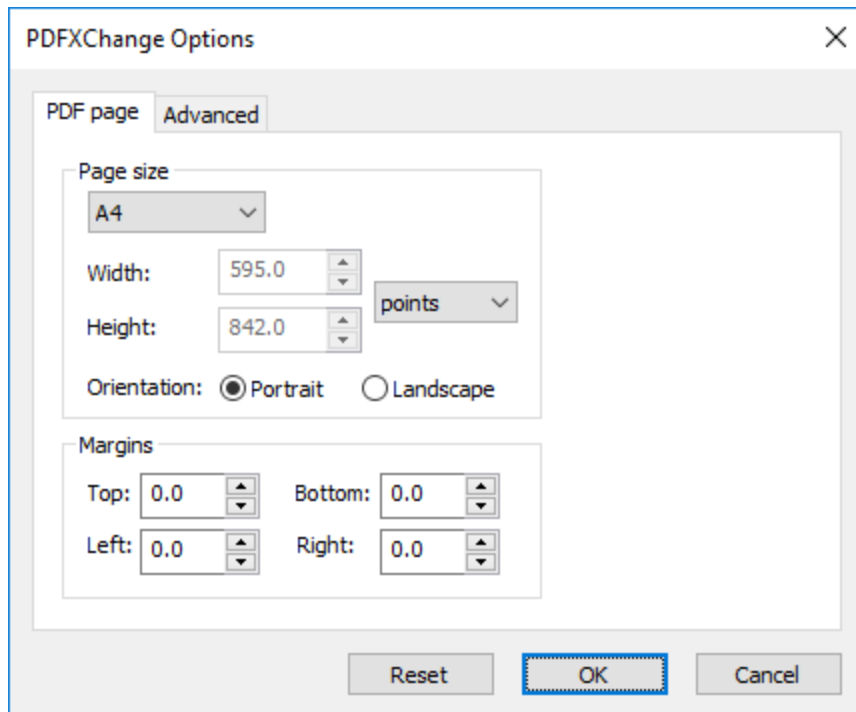 PDFXChange Options
PDF page Advanced
Page size
A4
Width: 595.0
points
Height: 842.0
Orientation: Portrait Landscape
Margins
Top: 0.0 Bottom: 0.0
Left: 0.0 Right: 0.0
Reset OK Cancel